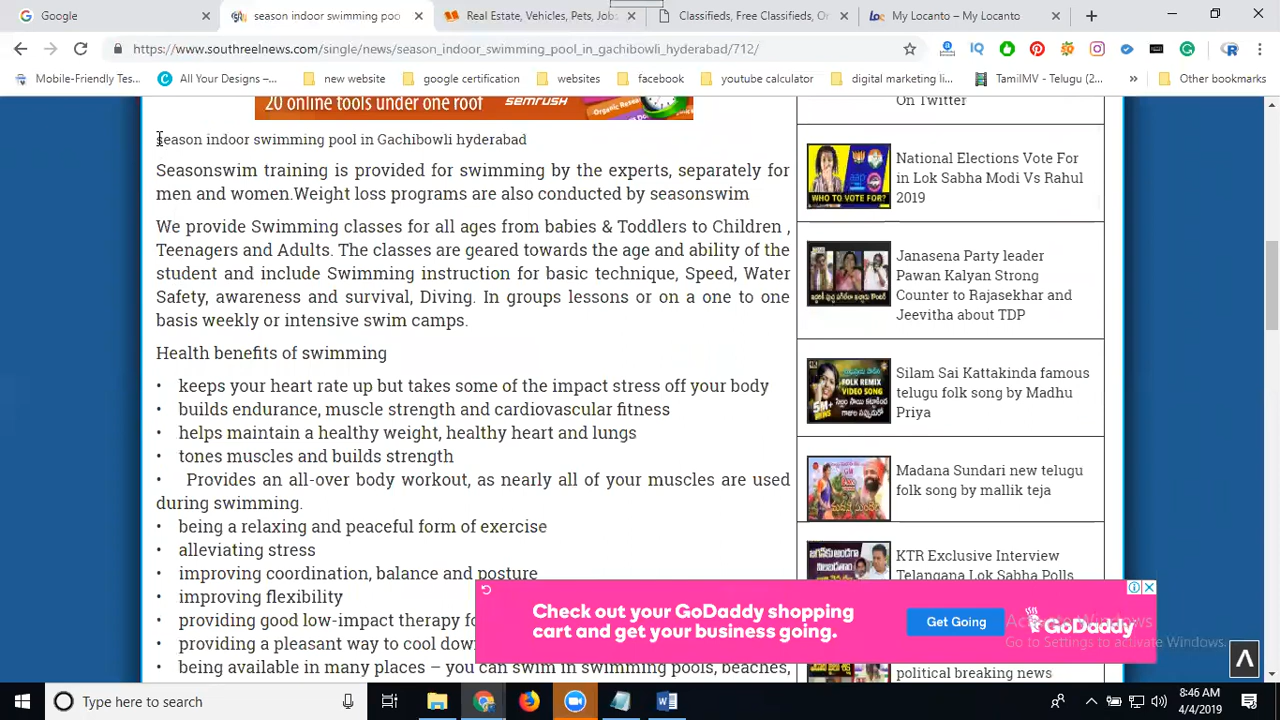 Google
season indoor swimming poo
Real Estate, Vehicles, Pets, Jobs
Classifieds, Free Classifieds, On
My Locanto – My Locanto
https://www.southreelnews.com/single/news/season_indoor_swimming_pool_in_gachibowli_hyderabad/712/
Mobile-Friendly Tes...
All Your Designs –...
new website
google certification
websites
facebook
youtube calculator
digital marketing li...
TamilMV - Telugu (2...
Other bookmarks
20 online tools under one roof
SEMRUSH
season indoor swimming pool in Gachibowli hyderabad
Seasonswim training is provided for swimming by the experts, separately for
men and women.Weight loss programs are also conducted by seasonswim
We provide Swimming classes for all ages from babies & Toddlers to Children ,
Teenagers and Adults. The classes are geared towards the age and ability of the
student and include Swimming instruction for basic technique, Speed, Water
Safety, awareness and survival, Diving. In groups lessons or on a one to one
basis weekly or intensive swim camps.
Health benefits of swimming
• keeps your heart rate up but takes some of the impact stress off your body
• builds endurance, muscle strength and cardiovascular fitness
• helps maintain a healthy weight, healthy heart and lungs
• tones muscles and builds strength
• Provides an all-over body workout, as nearly all of your muscles are used
during swimming.
• being a relaxing and peaceful form of exercise
• alleviating stress
• improving coordination, balance and posture
• improving flexibility
• providing good low-impact therapy fo
• providing a pleasant way to cool down
• being available in many places – you can swim in swimming pools, beaches,
On Twitter
National Elections Vote For
in Lok Sabha Modi Vs Rahul
2019
WHO TO VOTE FOR?
Janasena Party leader
Pawan Kalyan Strong
Counter to Rajasekhar and
Jeevitha about TDP
Silam Sai Kattakinda famous
telugu folk song by Madhu
Priya
FOLK REMIX
VIDEO SONG
5M+
Madana Sundari new telugu
folk song by mallik teja
KTR Exclusive Interview
Telangana Lok Sabha Polls
political breaking news
Check out your GoDaddy shopping
cart and get your business going.
Get Going
GoDaddy
Activate Windows
Go to Settings to activate Windows.
Type here to search
8:46 AM
4/4/2019